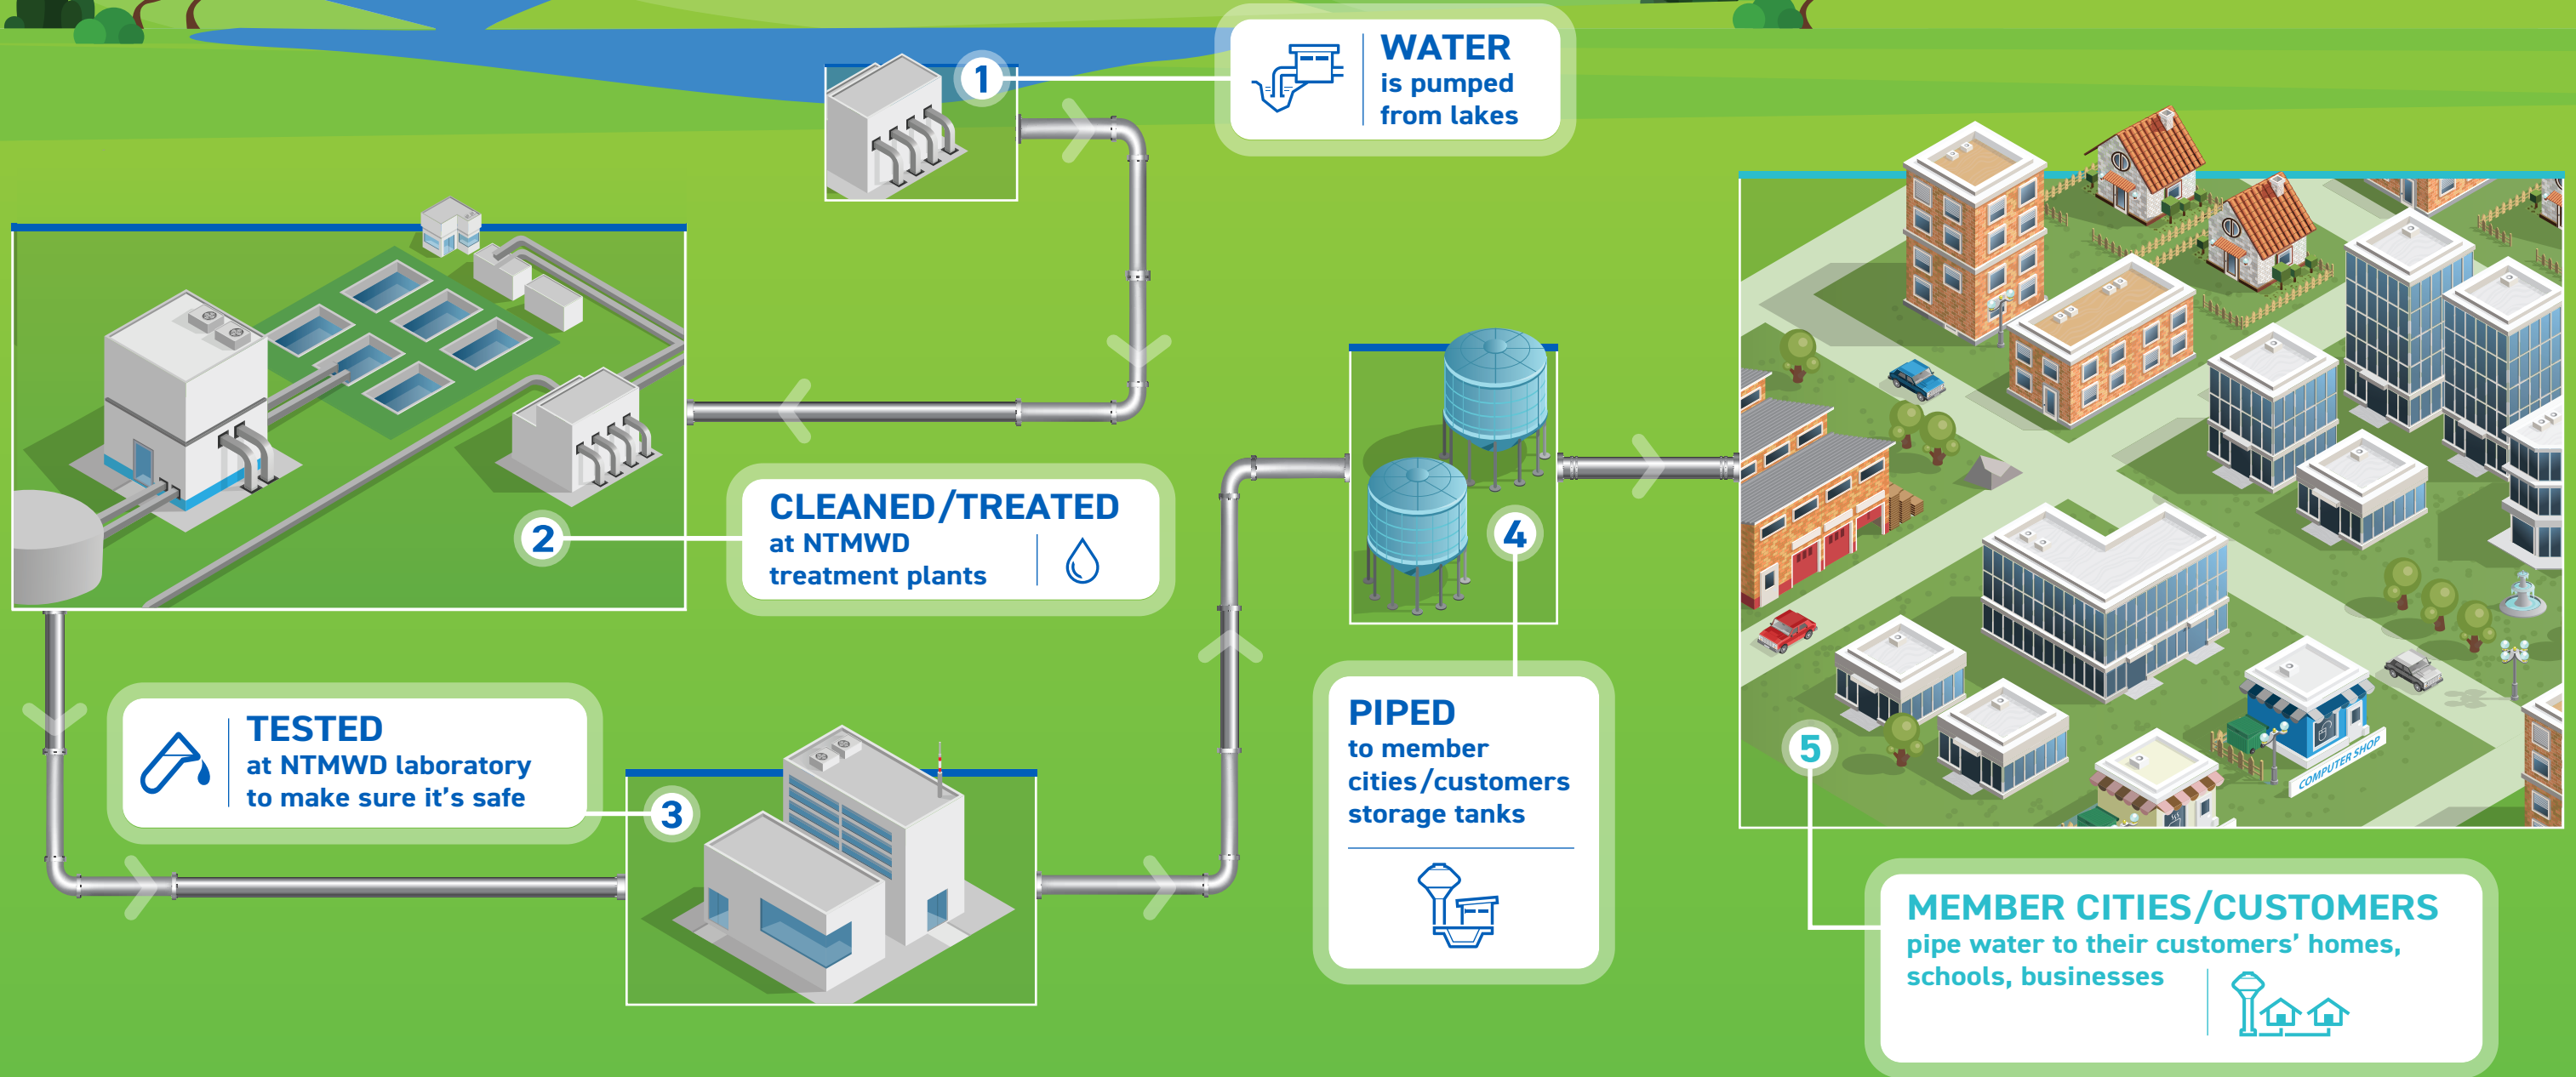 1
WATER
is pumped
from lakes
2
CLEANED/TREATED
at NTMWD
treatment plants
TESTED
at NTMWD laboratory
to make sure it's safe
3
4
PIPED
to member
cities/customers
storage tanks
5
MEMBER CITIES/CUSTOMERS
pipe water to their customers' homes,
schools, businesses
COMPUTER SHOP